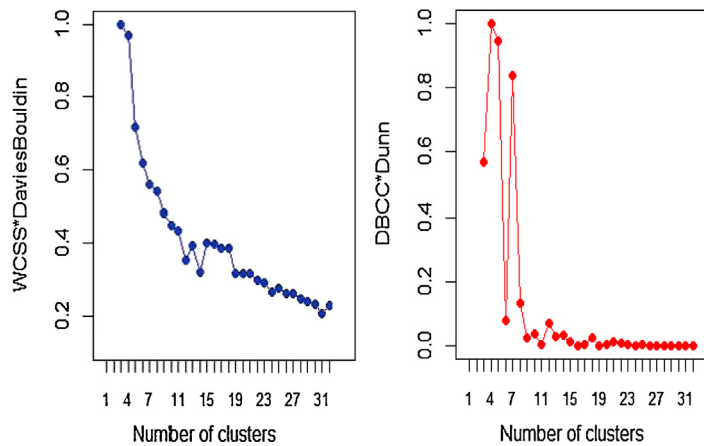 WCSS*DaviesBouldin
1.0
0.8
0.6
0.4
0.2
1 4 7 11 15 19 23 27 31
Number of clusters
DBCC*Dunn
1.0
0.8
0.6
0.4
0.2
0.0
1 4 7 11 15 19 23 27 31
Number of clusters